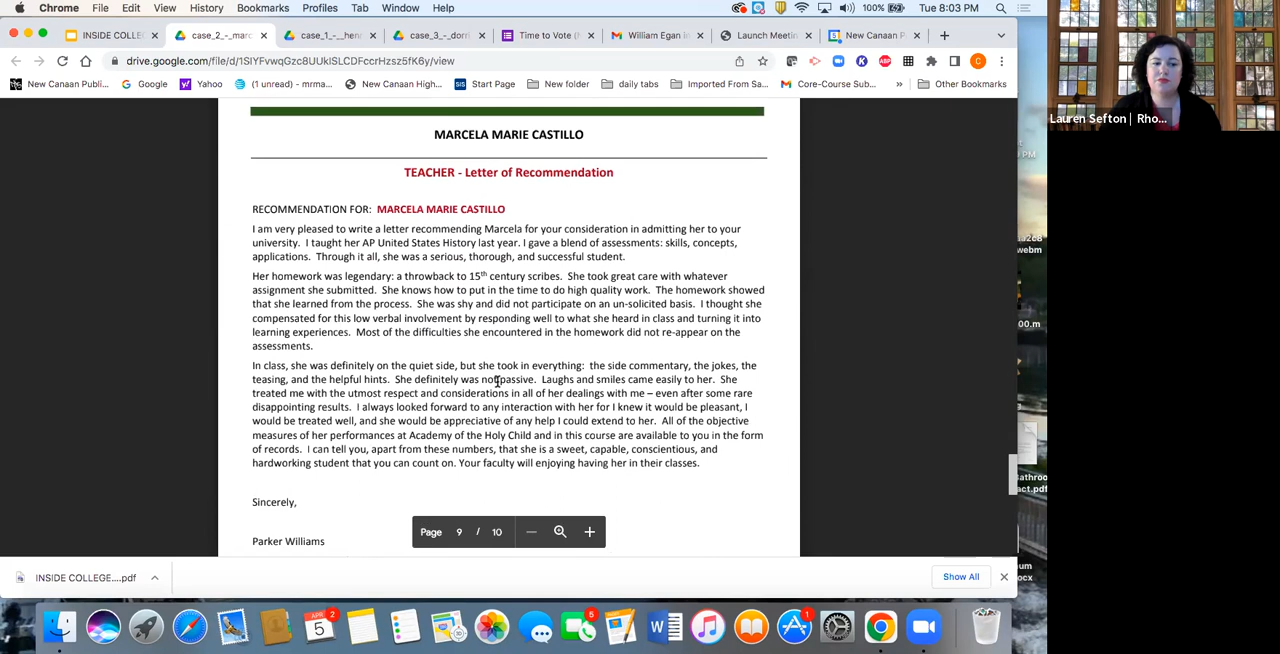 Chrome File Edit View History Bookmarks Profiles Tab Window Help
100% Tue 8:03 PM
INSIDE COLLE case_2_-_marc case_1_-__henr case_3_-_dorri Time to Vote (I William Egan i Launch Meetin New Canaan P
drive.google.com/file/d/1SlYFvwqGzc8UUklSLCDFccrHzsz5fK6y/view
New Canaan Publi... Google Yahoo (1 unread) - mrma... New Canaan Hig... SIS Start Page New folder daily tabs Imported From Sa... Core-Course Sub... » Other Bookmarks
MARCELA MARIE CASTILLO
TEACHER - Letter of Recommendation
RECOMMENDATION FOR: MARCELA MARIE CASTILLO
I am very pleased to write a letter recommending Marcela for your consideration in admitting her to your
university. I taught her AP United States History last year. I gave a blend of assessments: skills, concepts,
applications. Through it all, she was a serious, thorough, and successful student.
Her homework was legendary: a throwback to 15th century scribes. She took great care with whatever
assignment she submitted. She knows how to put in the time to do high quality work. The homework showed
that she learned from the process. She was shy and did not participate on an un-solicited basis. I thought she
compensated for this low verbal involvement by responding well to what she heard in class and turning it into
learning experiences. Most of the difficulties she encountered in the homework did not re-appear on the
assessments.
In class, she was definitely on the quiet side, but she took in everything: the side commentary, the jokes, the
teasing, and the helpful hints. She definitely was not passive. Laughs and smiles came easily to her. She
treated me with the utmost respect and considerations in all of her dealings with me – even after some rare
disappointing results. I always looked forward to any interaction with her for I knew it would be pleasant, I
would be treated well, and she would be appreciative of any help I could extend to her. All of the objective
measures of her performances at Academy of the Holy Child and in this course are available to you in the form
of records. I can tell you, apart from these numbers, that she is a sweet, capable, conscientious, and
hardworking student that you can count on. Your faculty will enjoying having her in their classes.
Sincerely,
Parker Williams
Page 9 / 10
INSIDE COLLEGE....pdf
Show All
Lauren Sefton | Rho...
PM
webm
00.m
act.pdf
ocx
APR 2
5
5
1